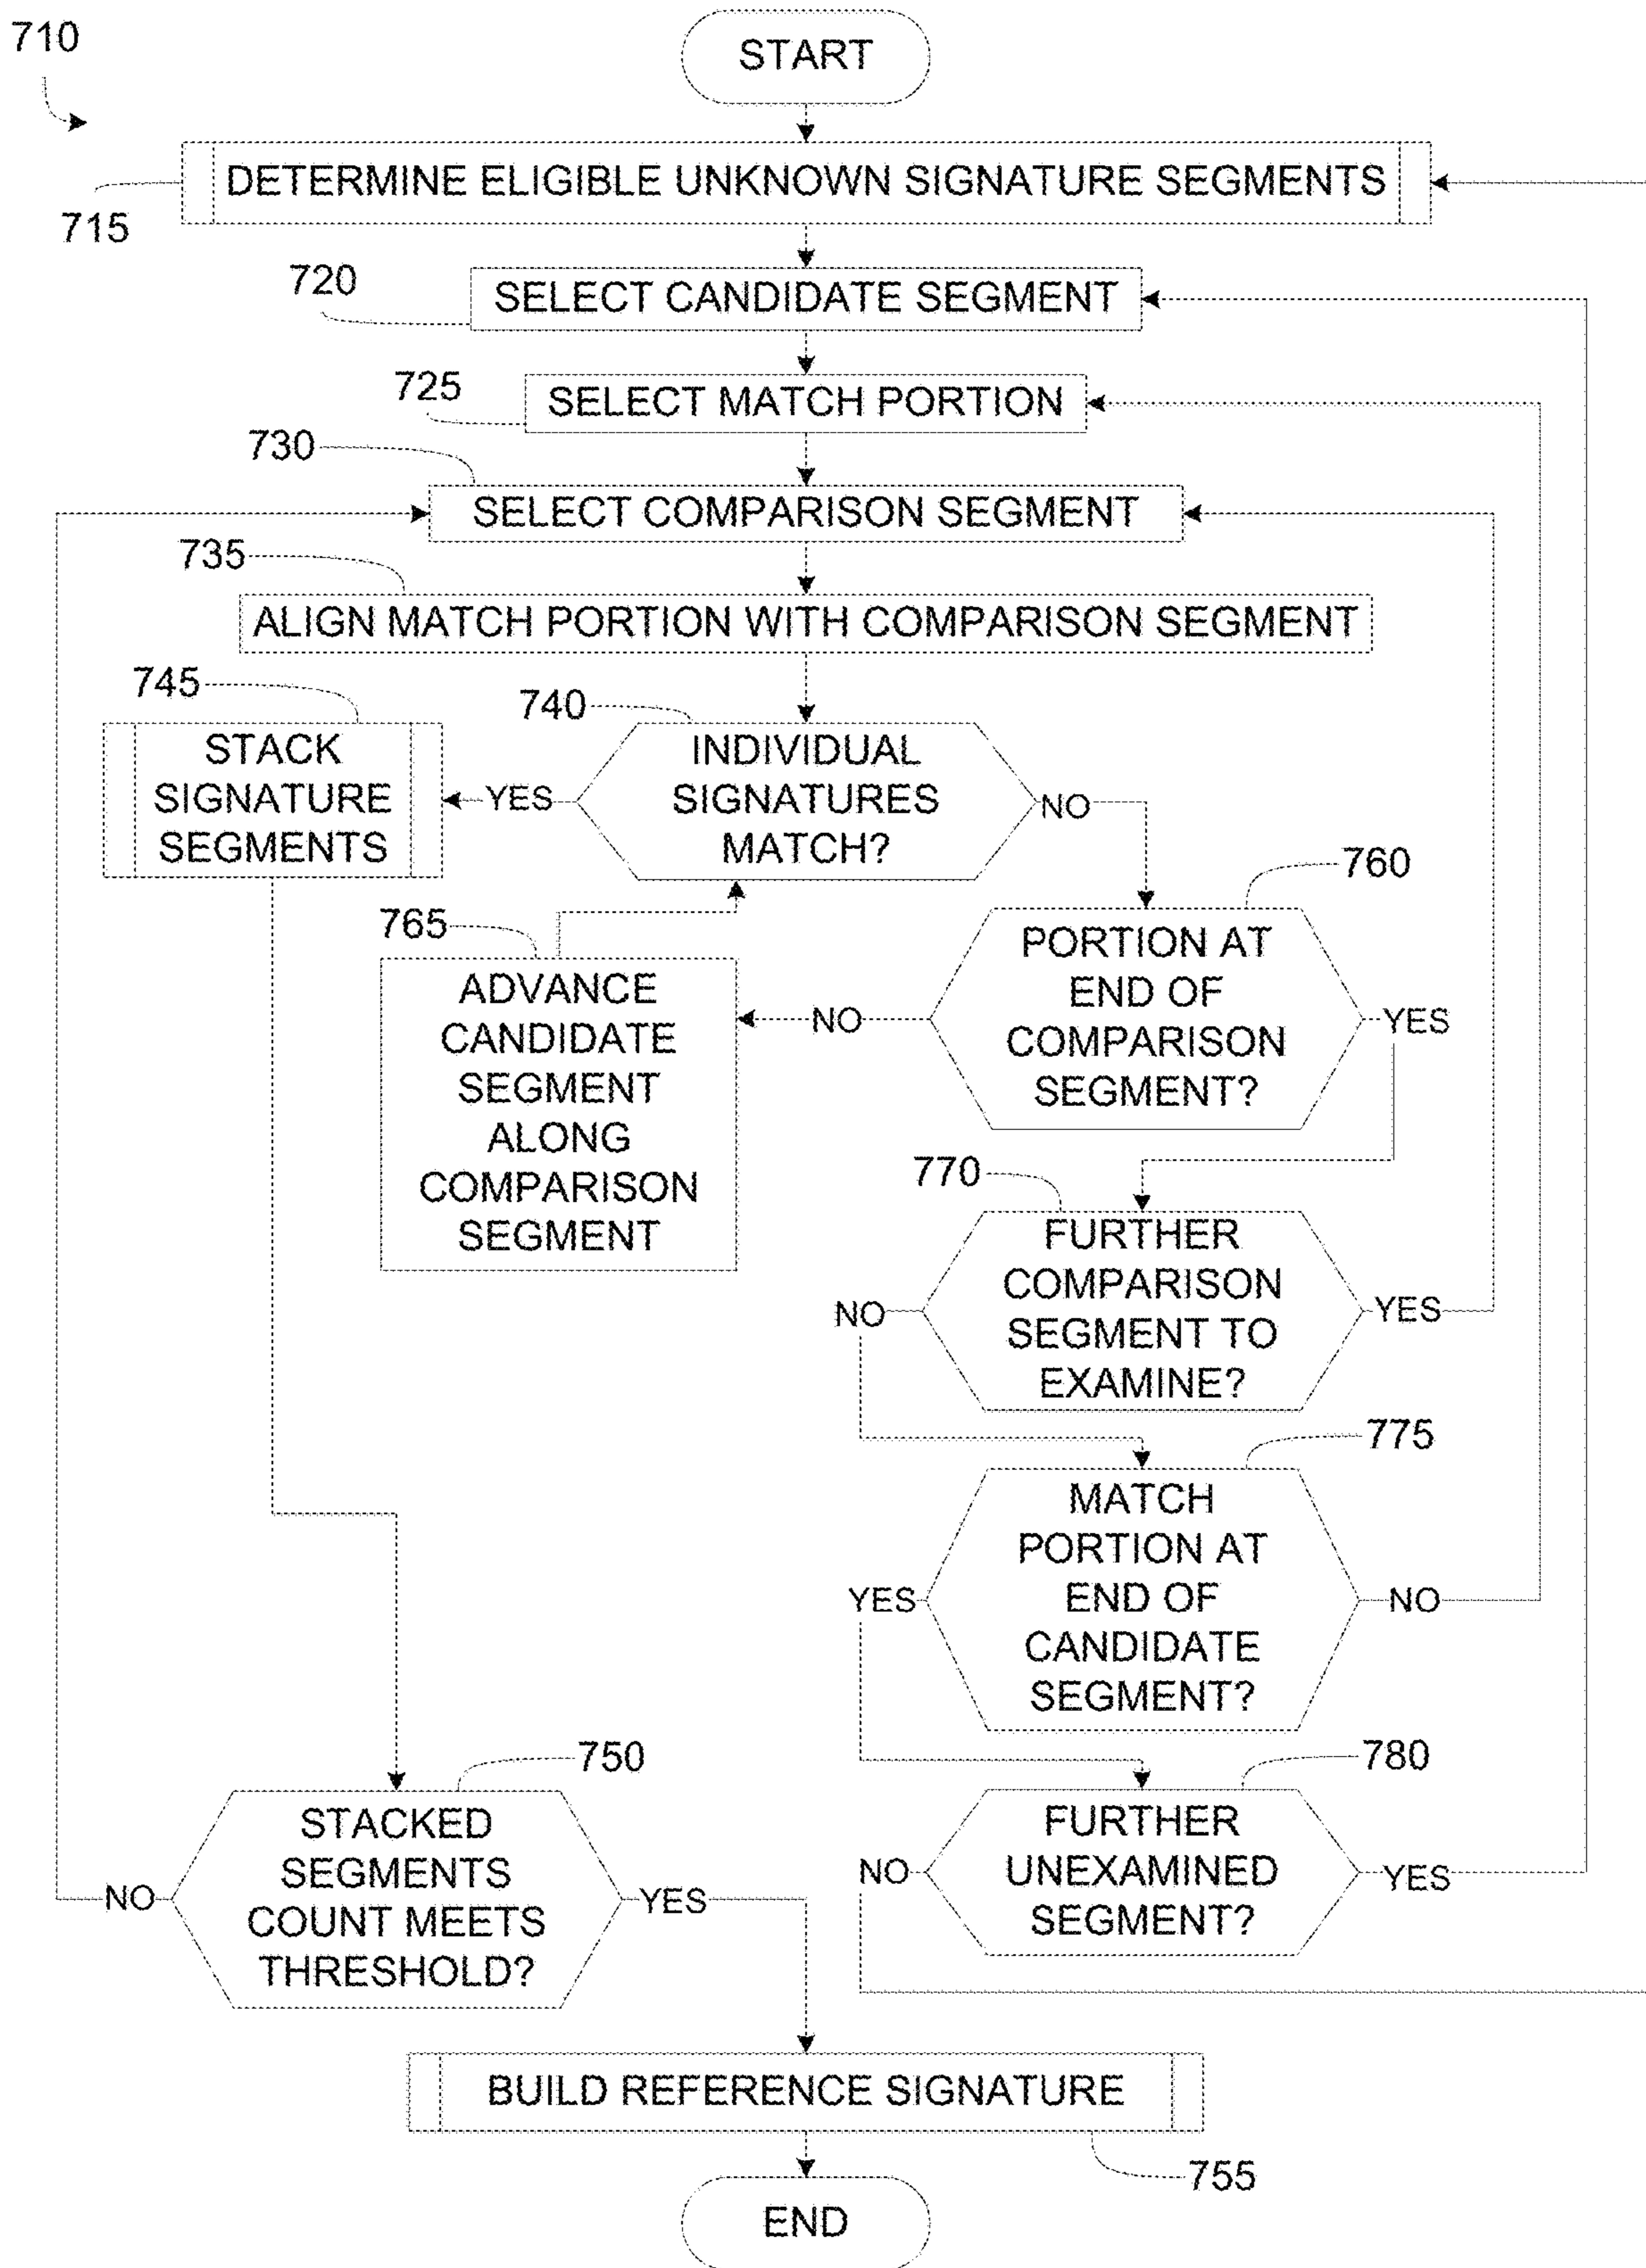 710
START
DETERMINE ELIGIBLE UNKNOWN SIGNATURE SEGMENTS
715
720
SELECT CANDIDATE SEGMENT
725
SELECT MATCH PORTION
730
SELECT COMPARISON SEGMENT
735
ALIGN MATCH PORTION WITH COMPARISON SEGMENT
745
STACK
SIGNATURE
SEGMENTS
YES
740
INDIVIDUAL
SIGNATURES
MATCH?
NO
760
PORTION AT
END OF
COMPARISON
SEGMENT?
NO
YES
765
ADVANCE
CANDIDATE
SEGMENT
ALONG
COMPARISON
SEGMENT
770
FURTHER
COMPARISON
SEGMENT TO
EXAMINE?
NO
YES
775
MATCH
PORTION AT
END OF
CANDIDATE
SEGMENT?
YES
NO
750
STACKED
SEGMENTS
COUNT MEETS
THRESHOLD?
NO
YES
780
FURTHER
UNEXAMINED
SEGMENT?
NO
YES
BUILD REFERENCE SIGNATURE
755
END